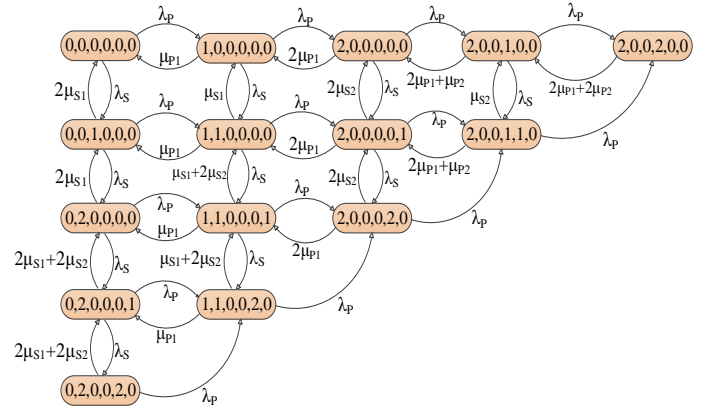 λP λP λP λP
0,0,0,0,0,0 1,0,0,0,0,0 2,0,0,0,0,0 2,0,0,1,0,0 2,0,0,2,0,0
μP1 2μP1 2μP1+μP2 2μP1+2μP2
2μS1 λS μS1 λS 2μS2 λS μS2 λS
λP λP λP λP
0,0,1,0,0,0 1,1,0,0,0,0 2,0,0,0,0,1 2,0,0,1,1,0
μP1 2μP1 2μP1+μP2
2μS1 λS μS1+2μS2 λS 2μS2 λS
λP λP
0,2,0,0,0,0 1,1,0,0,0,1 2,0,0,0,2,0 λP
μP1 2μP1
2μS1+2μS2 λS μS1+2μS2 λS
λP
0,2,0,0,0,1 1,1,0,0,2,0 λP
μP1
2μS1+2μS2 λS
0,2,0,0,2,0 λP